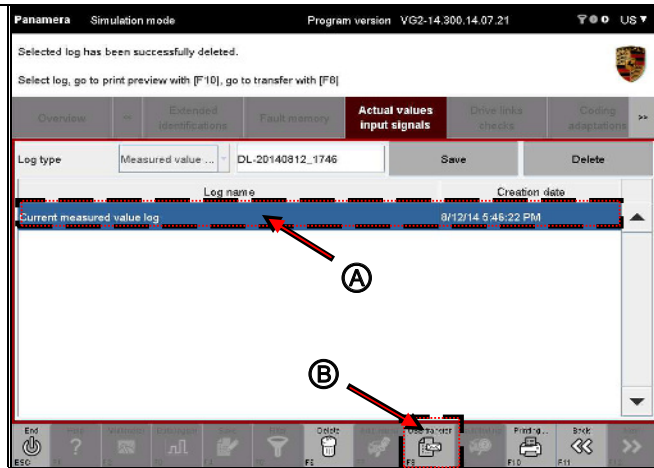 Panamera Simulation mode Program version VG2-14.300.14.07.21 US
Selected log has been successfully deleted.
Select log, go to print preview with [F10], go to transfer with [F8]
Overview Extended identifications Fault memory Actual values input signals Drive links checks Coding adaptations >>
Log type Measured value ... DL-20140812_1746 Save Delete
Log name Creation date
Current measured value log 8/12/14 5:46:22 PM
A
B
End Help Delete Printing... Back
ESC F1 F2 F4 F6 F8 F10 F11